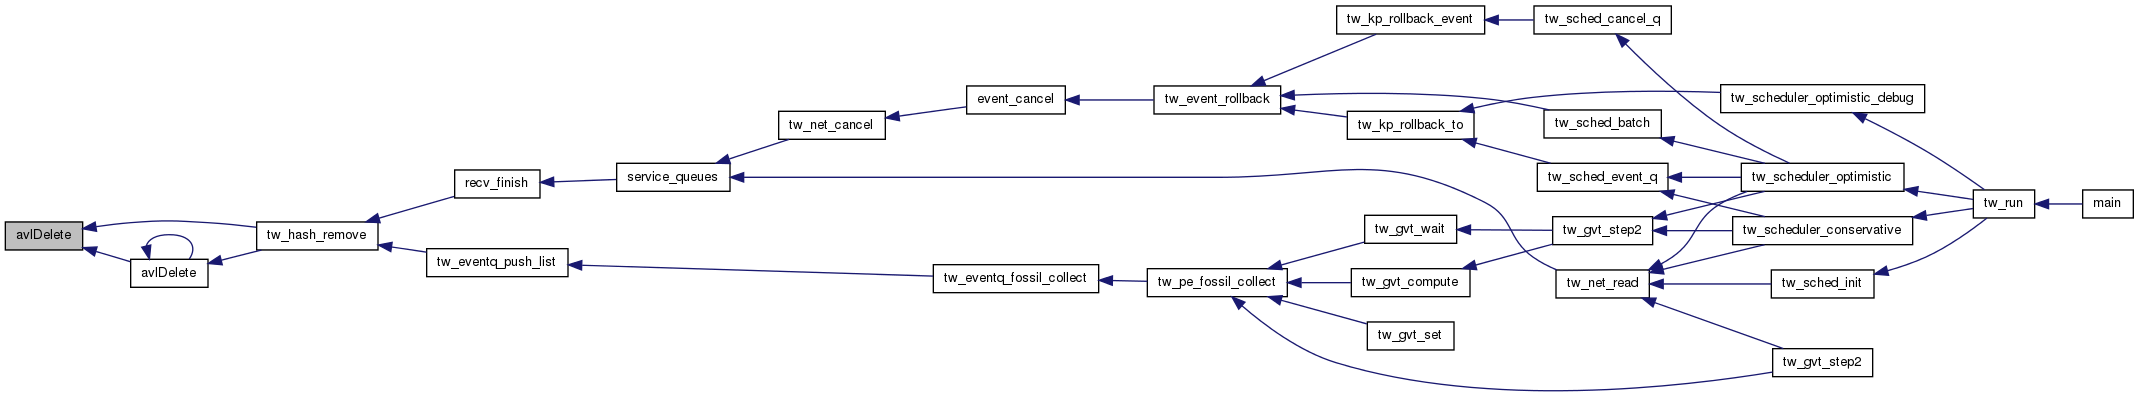 avlDelete
avlDelete
tw_hash_remove
recv_finish
tw_eventq_push_list
service_queues
tw_net_cancel
event_cancel
tw_eventq_fossil_collect
tw_event_rollback
tw_pe_fossil_collect
tw_kp_rollback_event
tw_kp_rollback_to
tw_gvt_wait
tw_gvt_compute
tw_gvt_set
tw_sched_cancel_q
tw_sched_batch
tw_sched_event_q
tw_gvt_step2
tw_net_read
tw_scheduler_optimistic_debug
tw_scheduler_optimistic
tw_scheduler_conservative
tw_sched_init
tw_gvt_step2
tw_run
main